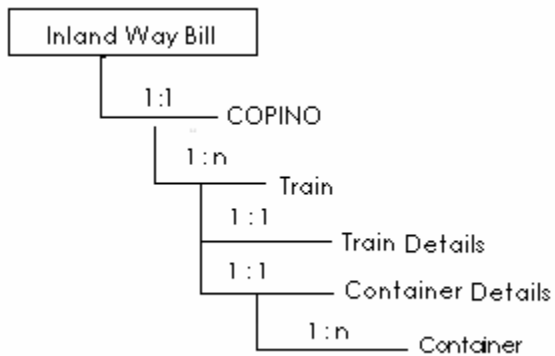 Inland Way Bill
1:1
COPINO
1:n
Train
1:1
Train Details
1:1
Container Details
1:n
Container